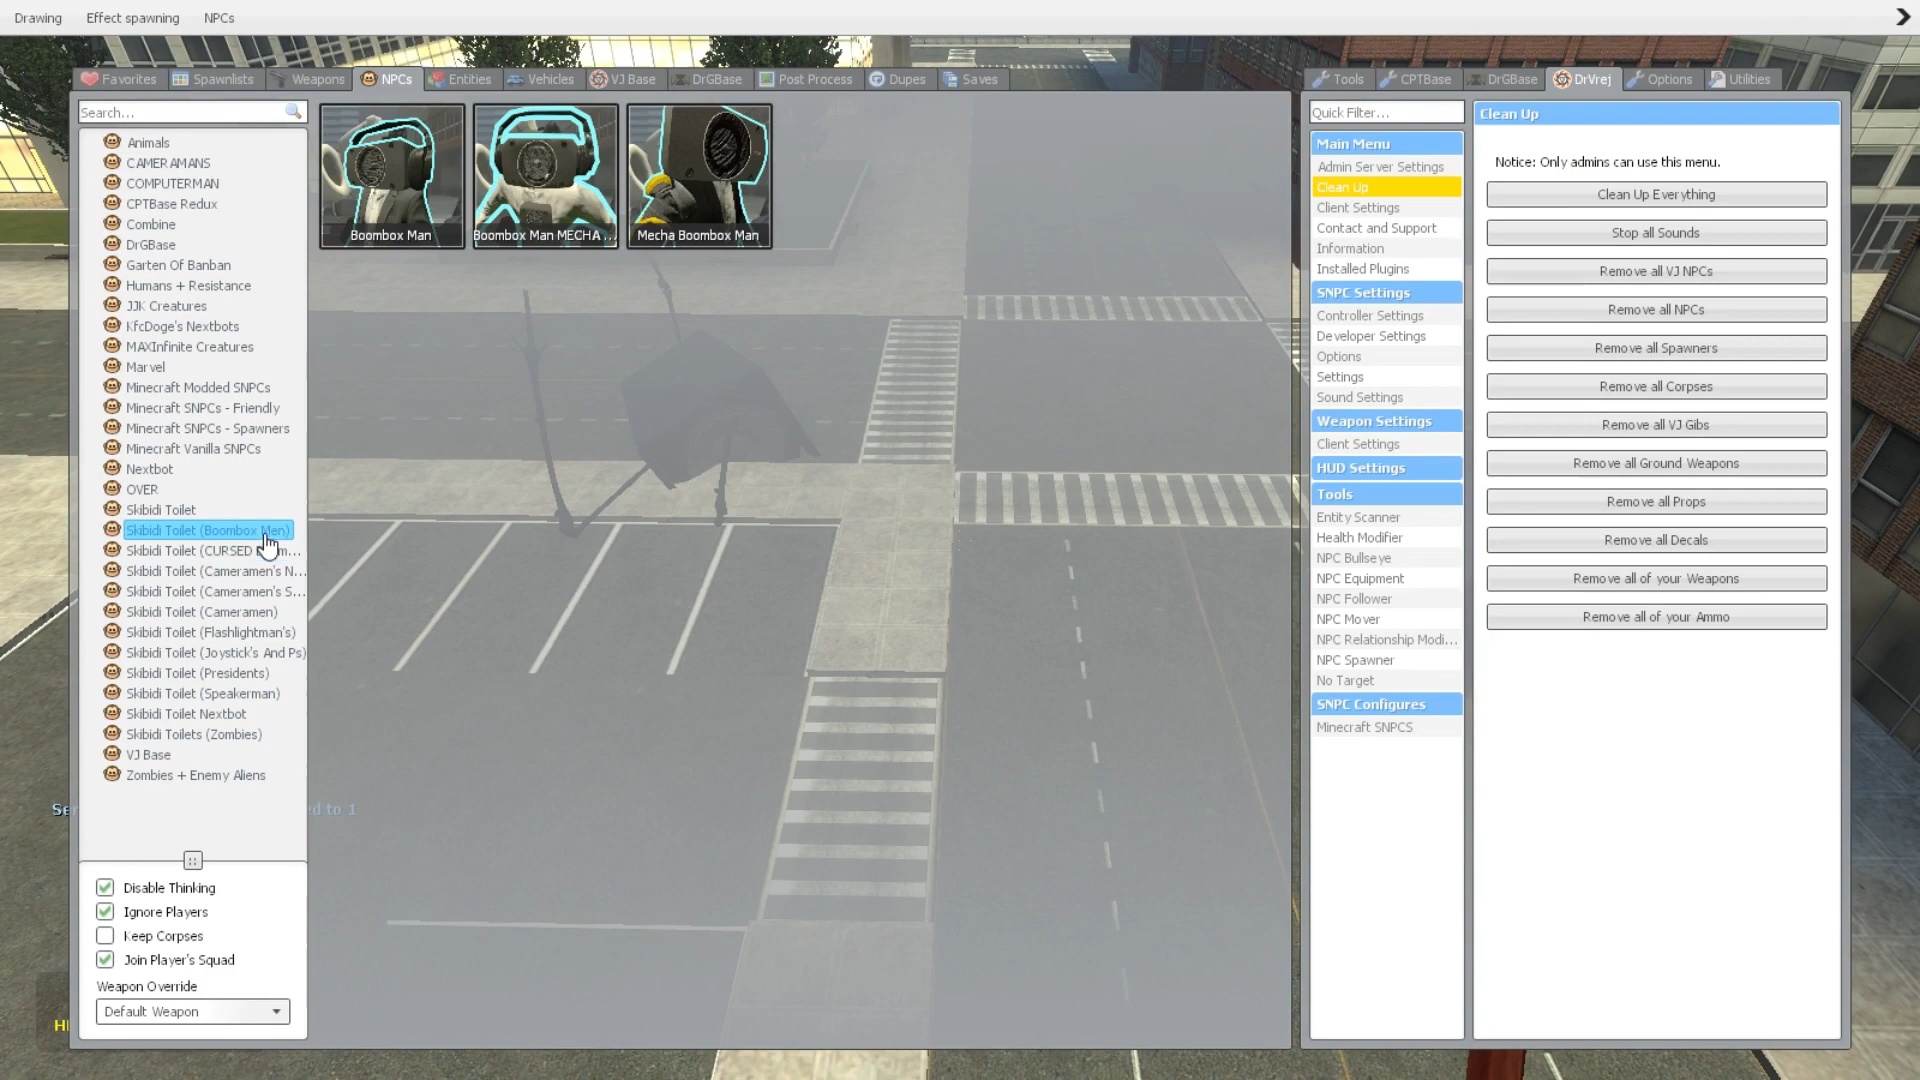 Drawing Effect spawning NPCs
Favorites Spawnlists Weapons NPCs Entities Vehicles VJ Base DrGBase Post Process Dupes Saves
Tools CPTBase DrGBase DrVrej Options Utilities
Search...
Animals
CAMERAMANS
COMPUTERMAN
CPTBase Redux
Combine
DrGBase
Garten Of Banban
Humans + Resistance
JJK Creatures
KfcDoge's Nextbots
MAXInfinite Creatures
Marvel
Minecraft Modded SNPCs
Minecraft SNPCs - Friendly
Minecraft SNPCs - Spawners
Minecraft Vanilla SNPCs
Nextbot
OVER
Skibidi Toilet
Skibidi Toilet (Boombox Men)
Skibidi Toilet (CURSED
Skibidi Toilet (Cameramen's N...
Skibidi Toilet (Cameramen's S...
Skibidi Toilet (Cameramen)
Skibidi Toilet (Flashlightman's)
Skibidi Toilet (Joystick's And Ps)
Skibidi Toilet (Presidents)
Skibidi Toilet (Speakerman)
Skibidi Toilet Nextbot
Skibidi Toilets (Zombies)
VJ Base
Zombies + Enemy Aliens
Disable Thinking
Ignore Players
Keep Corpses
Join Player's Squad
Weapon Override
Default Weapon
Boombox Man
Boombox Man MECHA ...
Mecha Boombox Man
to 1
Quick Filter...
Main Menu
Admin Server Settings
Clean Up
Client Settings
Contact and Support
Information
Installed Plugins
SNPC Settings
Controller Settings
Developer Settings
Options
Settings
Sound Settings
Weapon Settings
Client Settings
HUD Settings
Tools
Entity Scanner
Health Modifier
NPC Bullseye
NPC Equipment
NPC Follower
NPC Mover
NPC Relationship Modi...
NPC Spawner
No Target
SNPC Configures
Minecraft SNPCS
Clean Up
Notice: Only admins can use this menu.
Clean Up Everything
Stop all Sounds
Remove all VJ NPCs
Remove all NPCs
Remove all Spawners
Remove all Corpses
Remove all VJ Gibs
Remove all Ground Weapons
Remove all Props
Remove all Decals
Remove all of your Weapons
Remove all of your Ammo